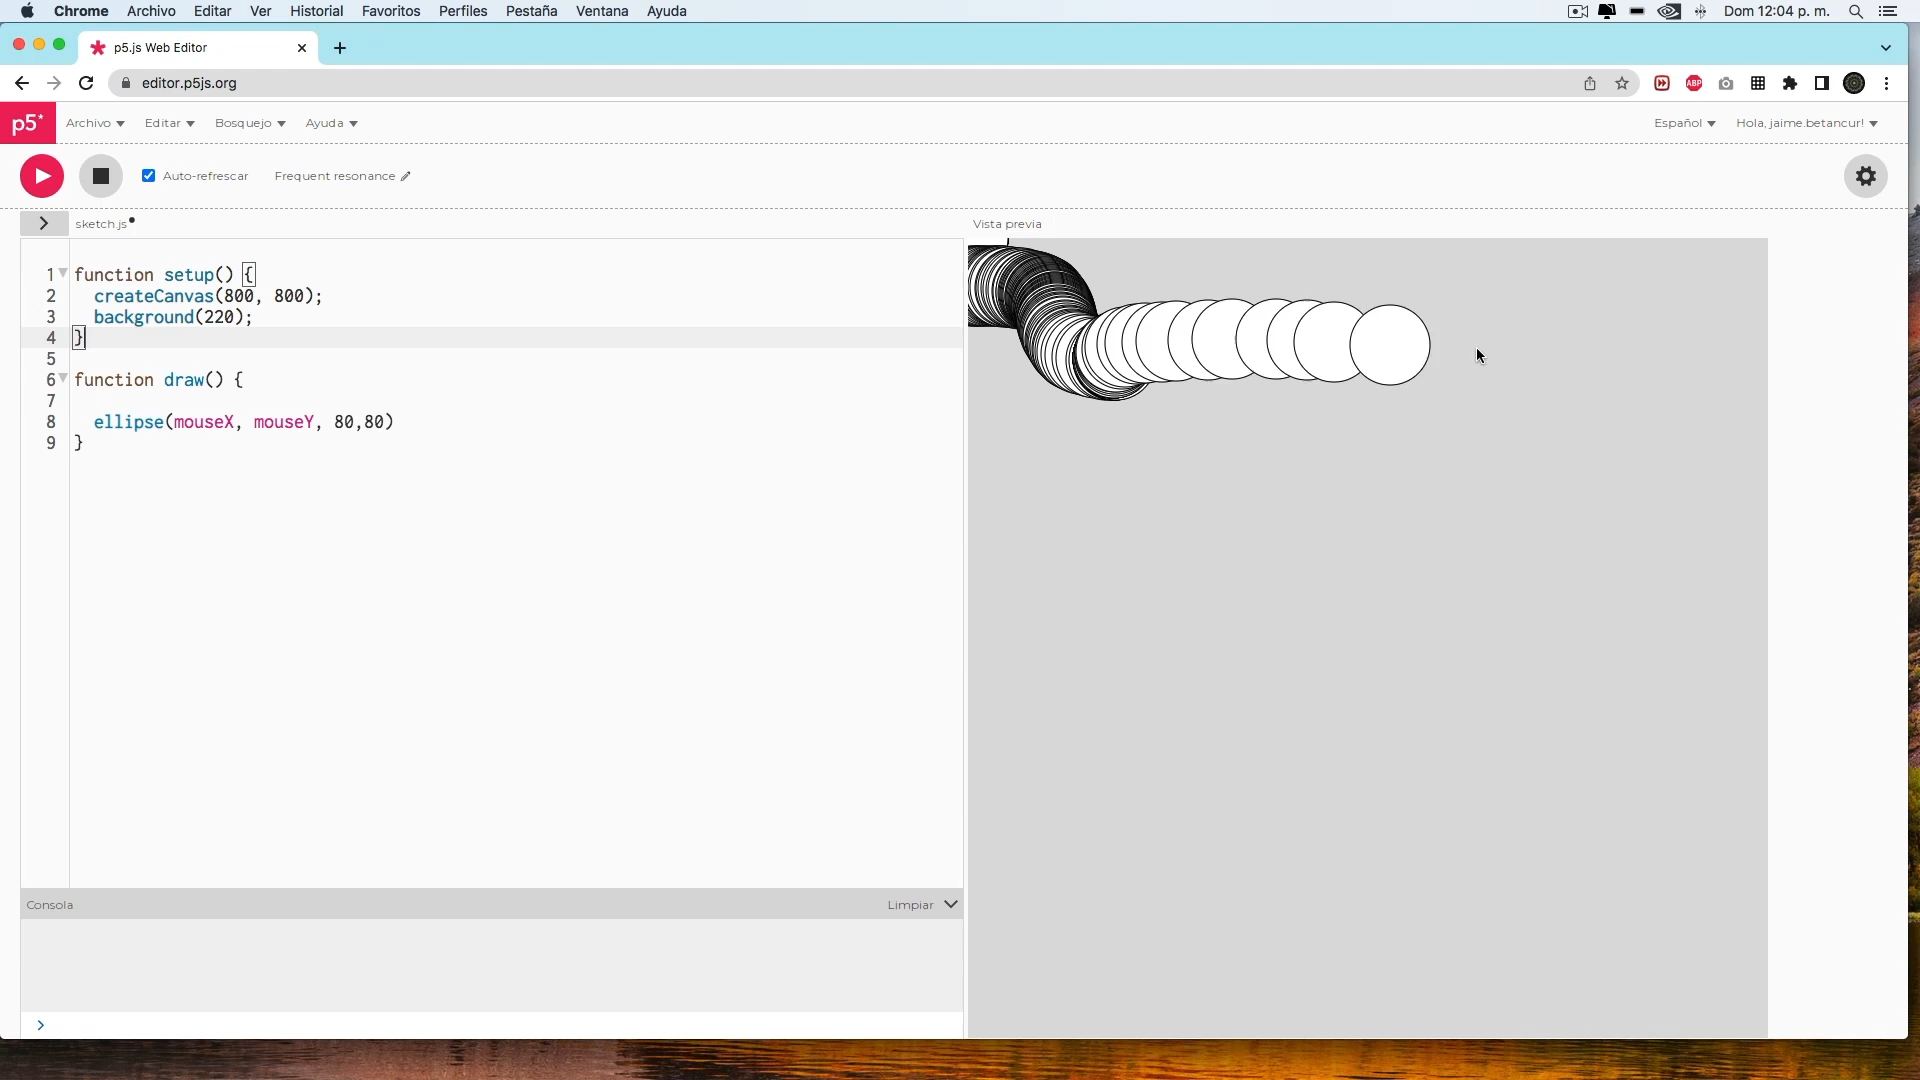 Chrome Archivo Editar Ver Historial Favoritos Perfiles Pestaña Ventana Ayuda Dom 12:04 p. m.
p5.js Web Editor
editor.p5js.org ABP
p5* Archivo Editar Bosquejo Ayuda Español Hola, jaime.betancur!
Auto-refrescar Frequent resonance
sketch.js Vista previa
1 function setup() {
2 createCanvas(800, 800);
3 background(220);
4 }
5
6 function draw() {
7
8 ellipse(mouseX, mouseY, 80,80)
9 }
Consola Limpiar
>